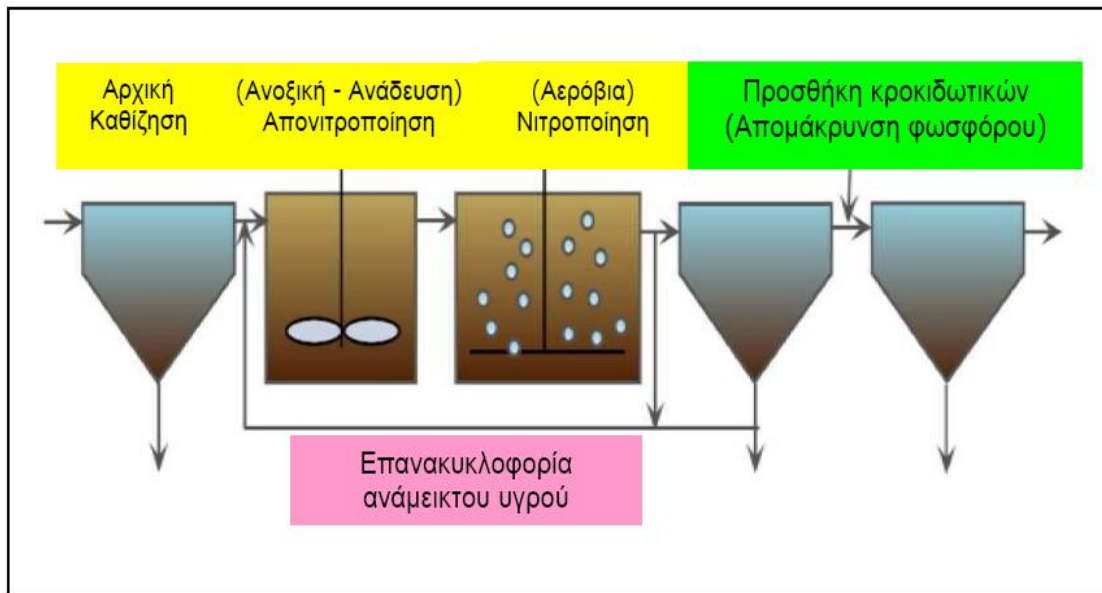 Αρχική
Καθίζηση
(Ανοξική - Ανάδευση)
Απονιτροποίηση
(Αερόβια)
Νιτροποίηση
Προσθήκη κροκιδωτικών
(Απομάκρυνση φωσφόρου)
Επανακυκλοφορία
ανάμεικτου υγρού